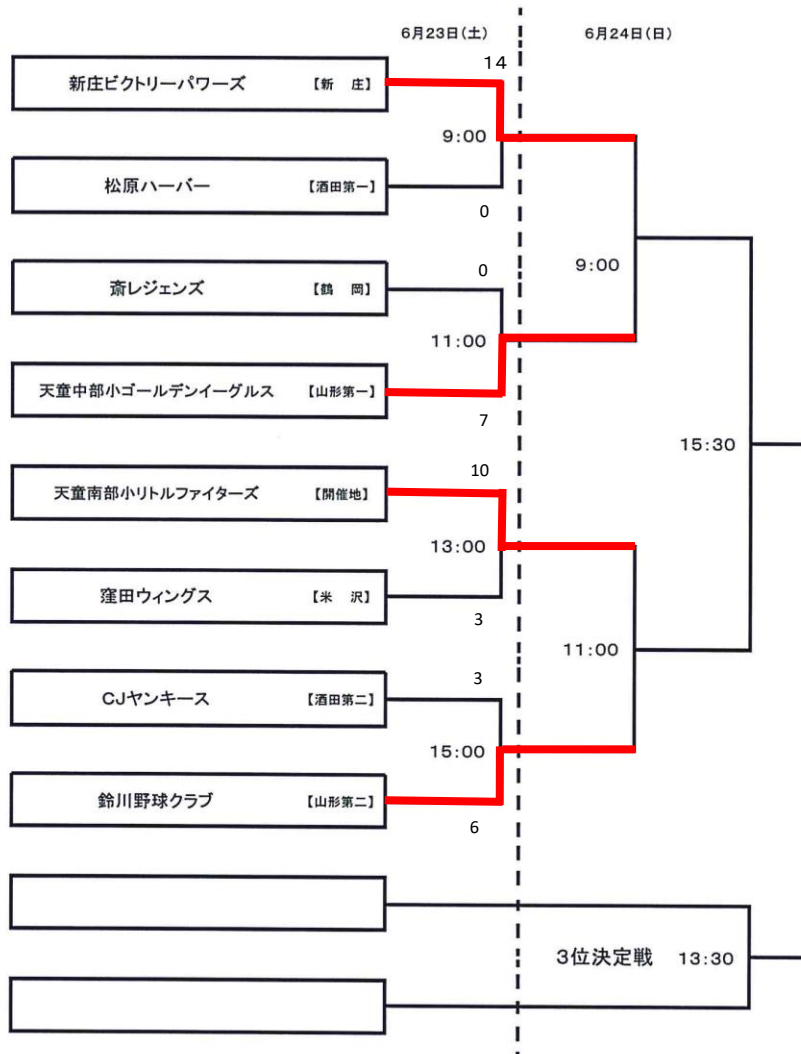 6月23日(土) 6月24日(日)
14
新庄ビクトリーパワーズ 【新 庄】
9:00
松原ハーバー 【酒田第一】
0
0
斎レジェンズ 【鶴 岡】
9:00
11:00
天童中部小ゴールデンイーグルス 【山形第一】
7
15:30
10
天童南部小リトルファイターズ 【開催地】
13:00
窪田ウィングス 【米 沢】
3
11:00
3
CJヤンキース 【酒田第二】
15:00
鈴川野球クラブ 【山形第二】
6
3位決定戦 13:30